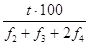 t·100
f₂ + f₃ + 2f₄